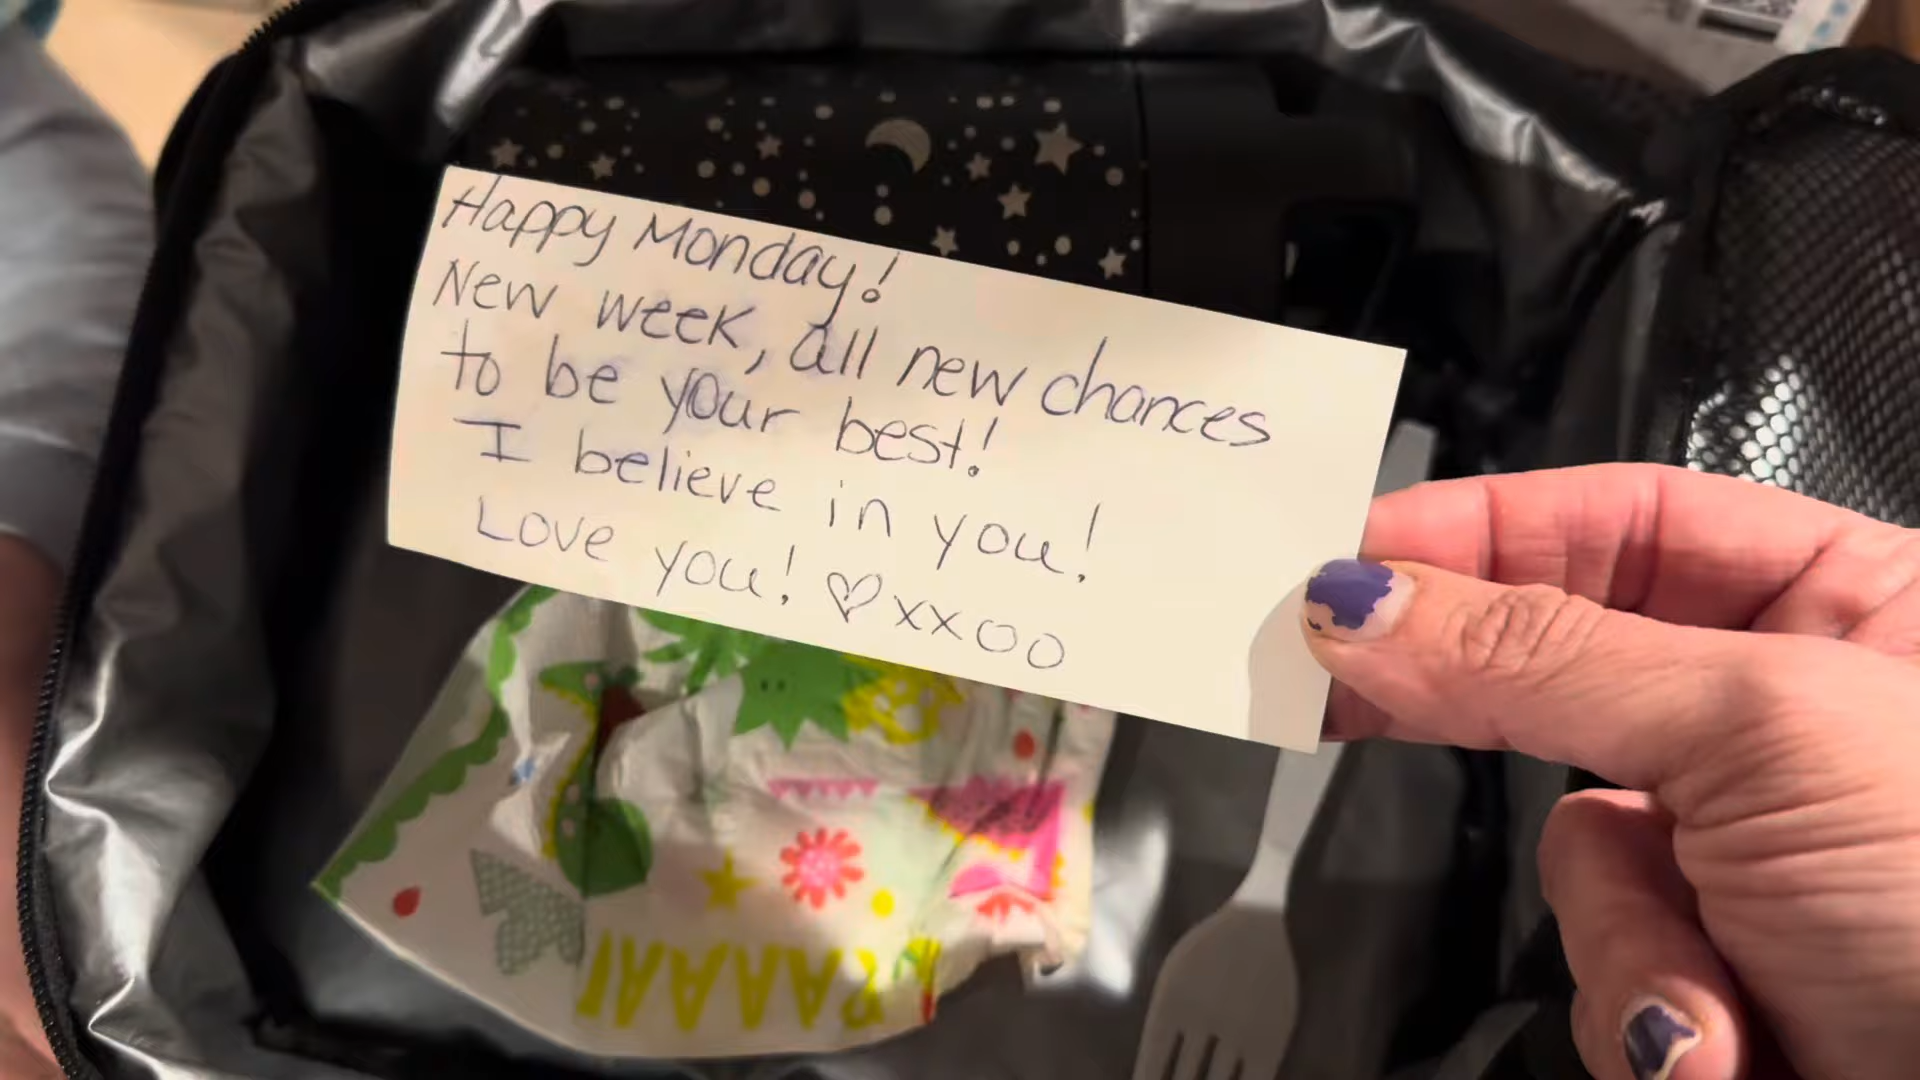 Happy Monday!
New week, all new chances
to be your best!
I believe in you!
Love you! ♡xxoo